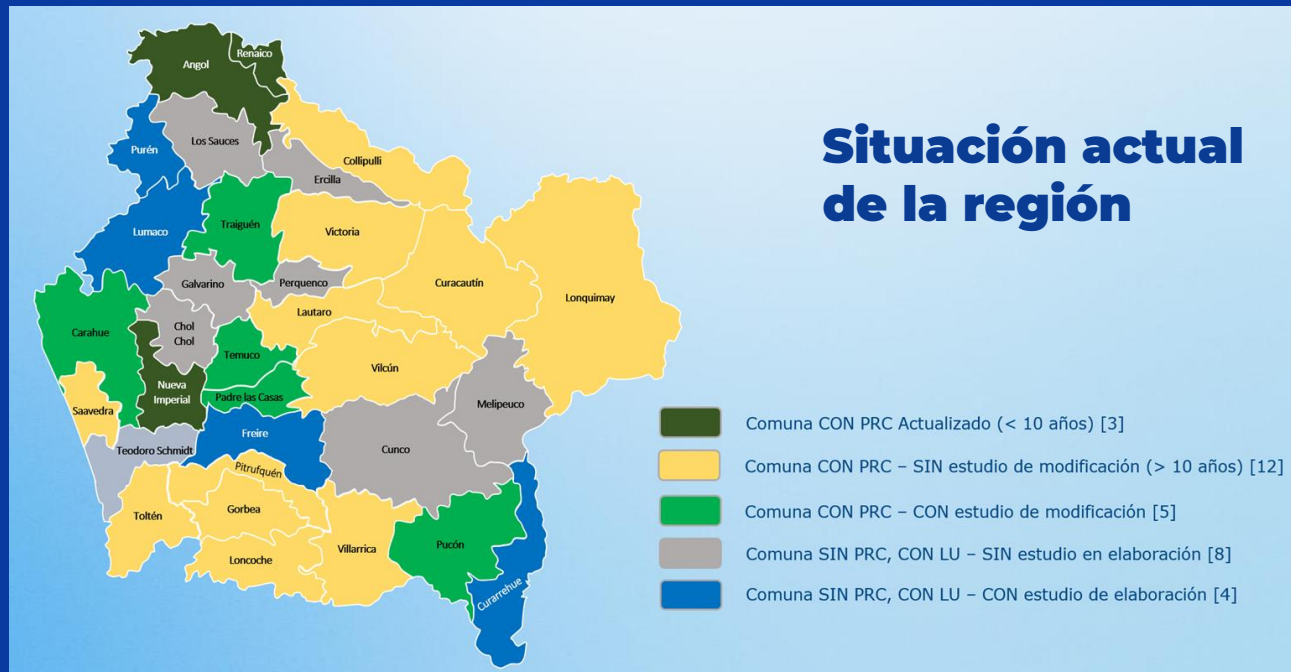 Situación actual
de la región
Renaico
Angol
Los Sauces
Purén
Collipulli
Ercilla
Traiguén
Lumaco
Victoria
Galvarino
Perquenco
Curacautín
Lonquimay
Lautaro
Carahue
Chol
Chol
Temuco
Vilcún
Nueva
Imperial
Padre las Casas
Melipeuco
Saavedra
Freire
Teodoro Schmidt
Cunco
Pitrufquén
Toltén
Gorbea
Loncoche
Villarrica
Pucón
Curarrehue
Comuna CON PRC Actualizado (< 10 años) [3]
Comuna CON PRC – SIN estudio de modificación (> 10 años) [12]
Comuna CON PRC – CON estudio de modificación [5]
Comuna SIN PRC, CON LU – SIN estudio en elaboración [8]
Comuna SIN PRC, CON LU – CON estudio de elaboración [4]